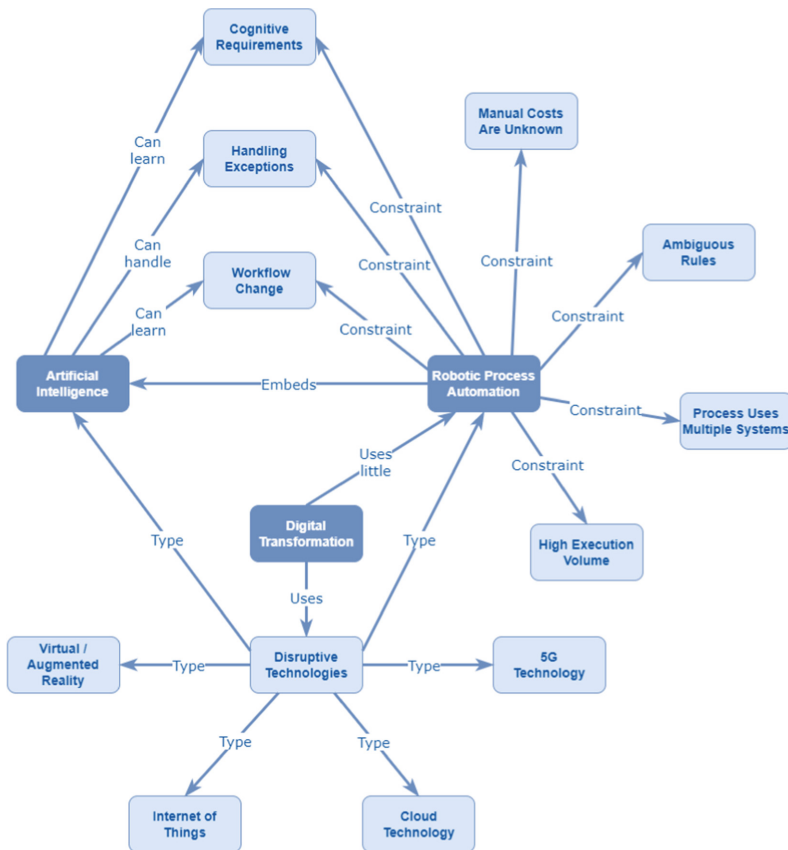 Cognitive
Requirements
Can
learn
Manual Costs
Are Unknown
Handling
Exceptions
Constraint
Can
handle
Constraint
Constraint
Ambiguous
Rules
Workflow
Change
Can
learn
Constraint
Constraint
Artificial
Intelligence
Embeds
Robotic Process
Automation
Constraint
Process Uses
Multiple Systems
Uses
little
Constraint
Digital
Transformation
Type
Type
High Execution
Volume
Uses
Virtual /
Augmented
Reality
Type
Disruptive
Technologies
Type
5G
Technology
Type
Type
Internet of
Things
Cloud
Technology